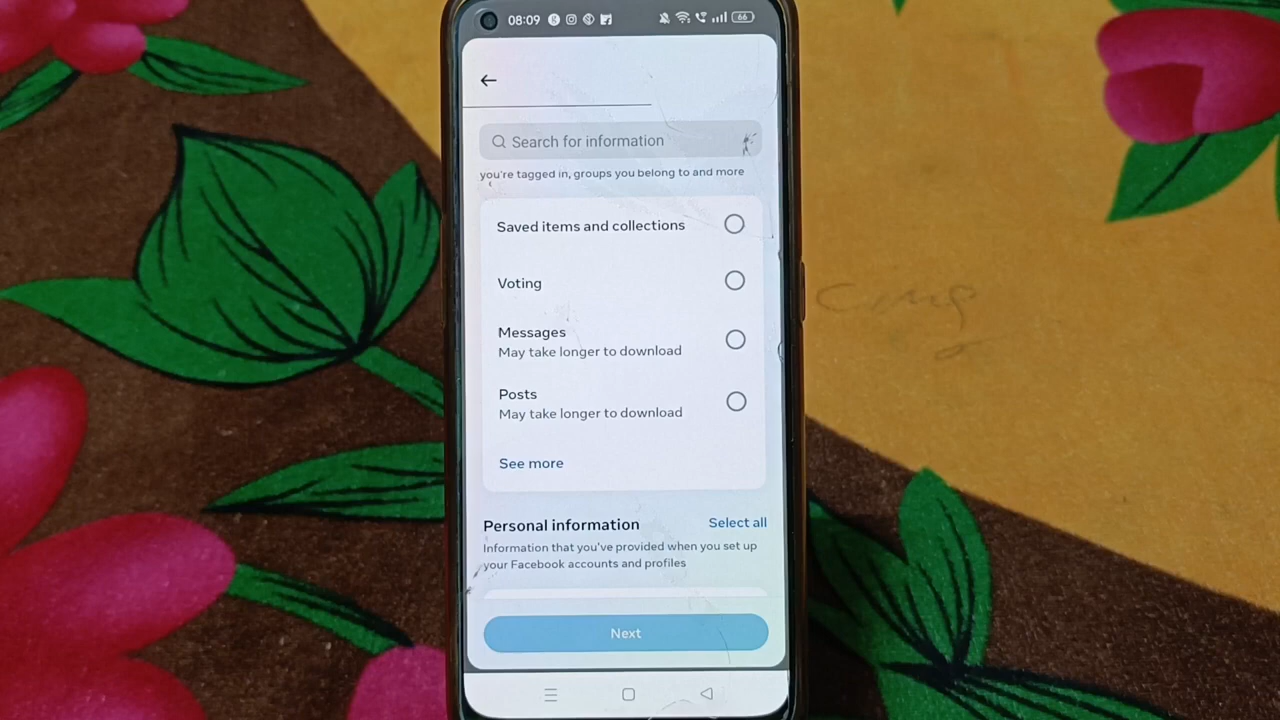 08:09
66
Search for information
you're tagged in, groups you belong to and more
Saved items and collections
Voting
Messages
May take longer to download
Posts
May take longer to download
See more
Personal information
Select all
Information that you've provided when you set up
your Facebook accounts and profiles
Next